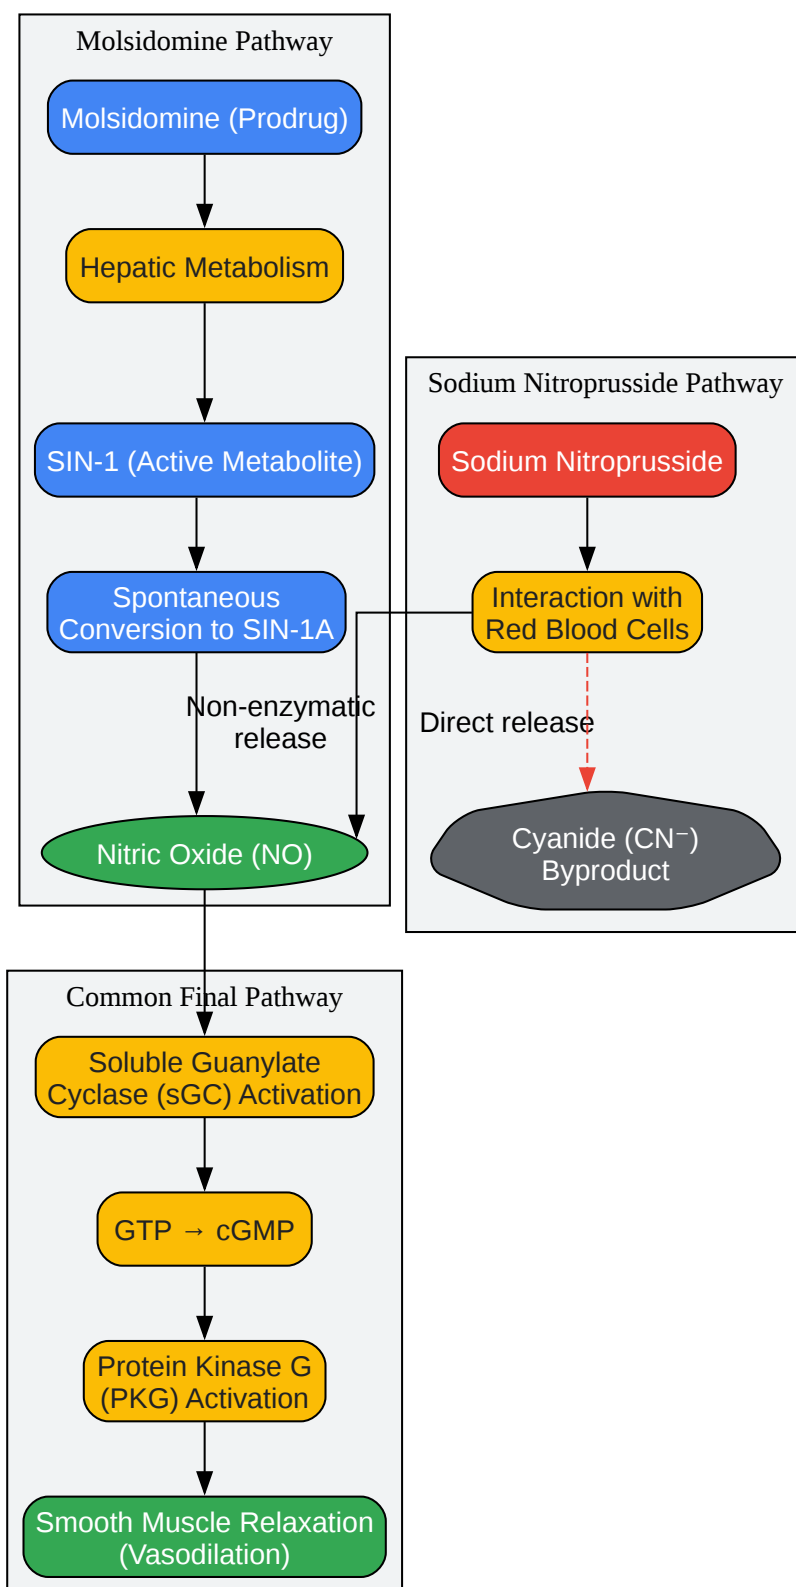 Molsidomine Pathway
Molsidomine (Prodrug)
Hepatic Metabolism
SIN-1 (Active Metabolite)
Spontaneous
Conversion to SIN-1A
Non-enzymatic
release
Nitric Oxide (NO)
Sodium Nitroprusside Pathway
Sodium Nitroprusside
Interaction with
Red Blood Cells
Direct release
Cyanide (CN⁻)
Byproduct
Common Final Pathway
Soluble Guanylate
Cyclase (sGC) Activation
GTP → cGMP
Protein Kinase G
(PKG) Activation
Smooth Muscle Relaxation
(Vasodilation)